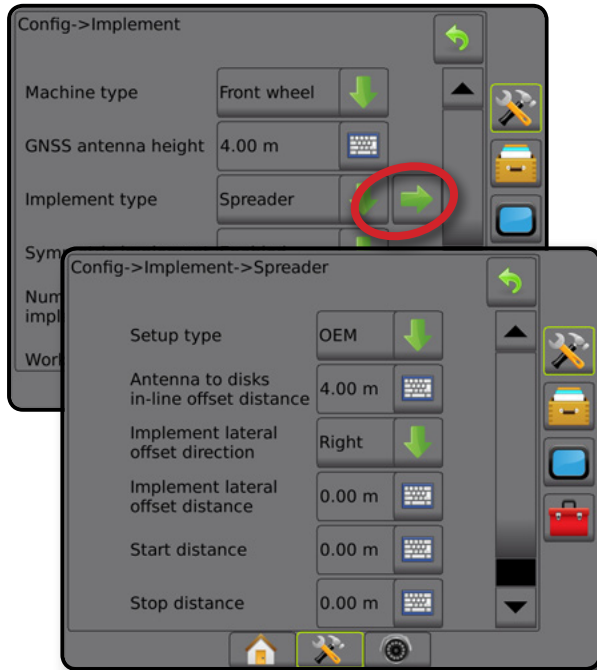 Config->Implement
Machine type Front wheel
GNSS antenna height 4.00 m
Implement type Spreader
Config->Implement->Spreader
Setup type OEM
Antenna to disks
in-line offset distance 4.00 m
Implement lateral
offset direction Right
Implement lateral
offset distance 0.00 m
Start distance 0.00 m
Stop distance 0.00 m